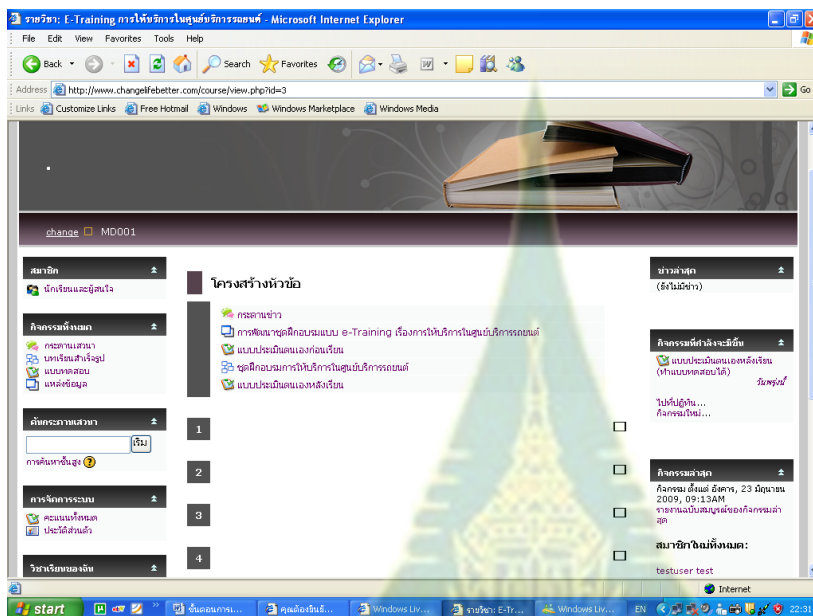 รายวิชา: E-Training การให้บริการในศูนย์บริการรถยนต์ - Microsoft Internet Explorer
File Edit View Favorites Tools Help
Back Search Favorites
Address http://www.changelifebetter.com/course/view.php?id=3 Go
Links Customize Links Free Hotmail Windows Windows Marketplace Windows Media
change MD001
สมาชิก
นักเรียนและผู้สนใจ
กิจกรรมทั้งหมด
กระดานเสวนา
บทเรียนสำเร็จรูป
แบบทดสอบ
แหล่งข้อมูล
ค้นกระดานเสวนา
เริ่ม
การค้นหาขั้นสูง ?
การจัดการระบบ
คะแนนทั้งหมด
ประวัติส่วนตัว
วิชาเรียนของฉัน
โครงสร้างหัวข้อ
กระดานข่าว
การพัฒนาชุดฝึกอบรมแบบ e-Training เรื่องการให้บริการในศูนย์บริการรถยนต์
แบบประเมินตนเองก่อนเรียน
ชุดฝึกอบรมการให้บริการในศูนย์บริการรถยนต์
แบบประเมินตนเองหลังเรียน
1
2
3
4
ข่าวล่าสุด
(ยังไม่มีข่าว)
กิจกรรมที่กำลังจะมีขึ้น
แบบประเมินตนเองหลังเรียน
(ทำแบบทดสอบได้)
วันพรุ่งนี้
ไปที่ปฏิทิน...
กิจกรรมใหม่...
กิจกรรมล่าสุด
กิจกรรม ตั้งแต่ อังคาร, 23 มิถุนายน
2009, 09:13AM
รายงานฉบับสมบูรณ์ของกิจกรรมล่า
สุด
สมาชิกใหม่ทั้งหมด:
testuser test
Internet
start ขั้นตอนการเ... คุณต้องยินยั... Windows Liv... รายวิชา: E-Tr... Windows Liv... EN 22:31